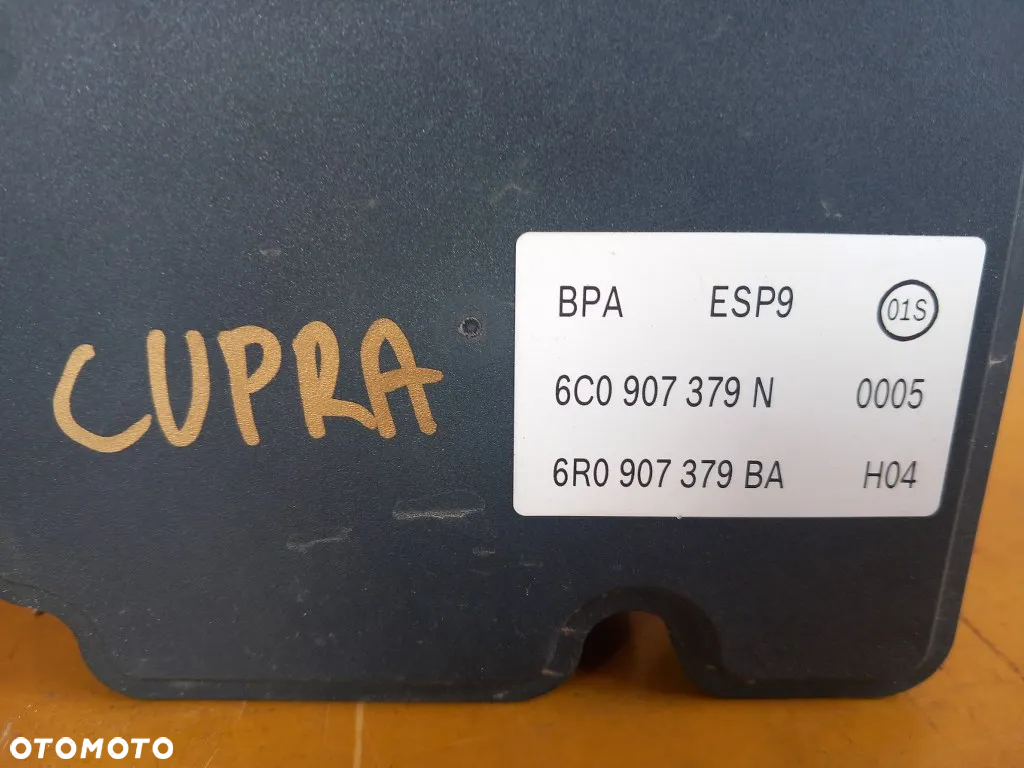 BPA ESP9 01S
6C0 907 379 N 0005
CUPRA
6R0 907 379 BA H04
OTOMOTO